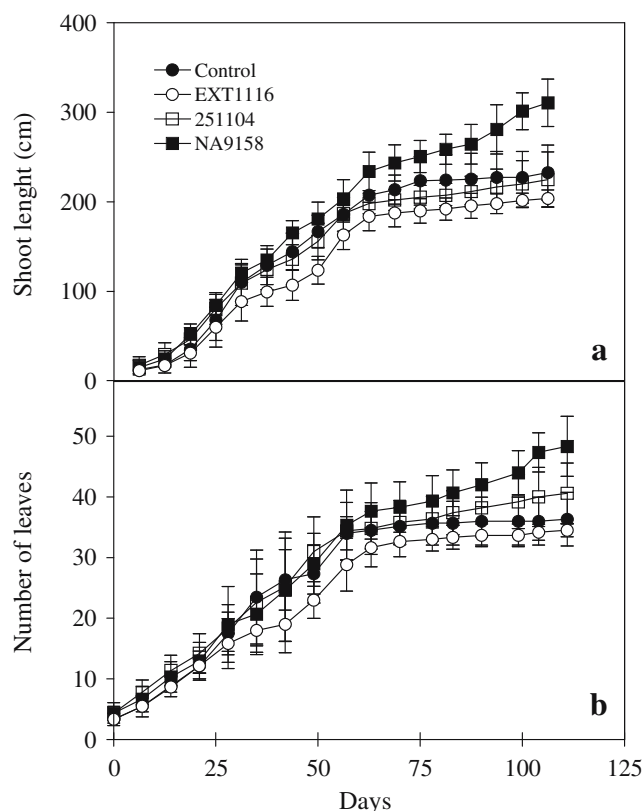 400
300
200
100
0
Shoot lenght (cm)
Control
EXT1116
251104
NA9158
a
50
40
30
20
10
0
Number of leaves
b
0 25 50 75 100 125
Days